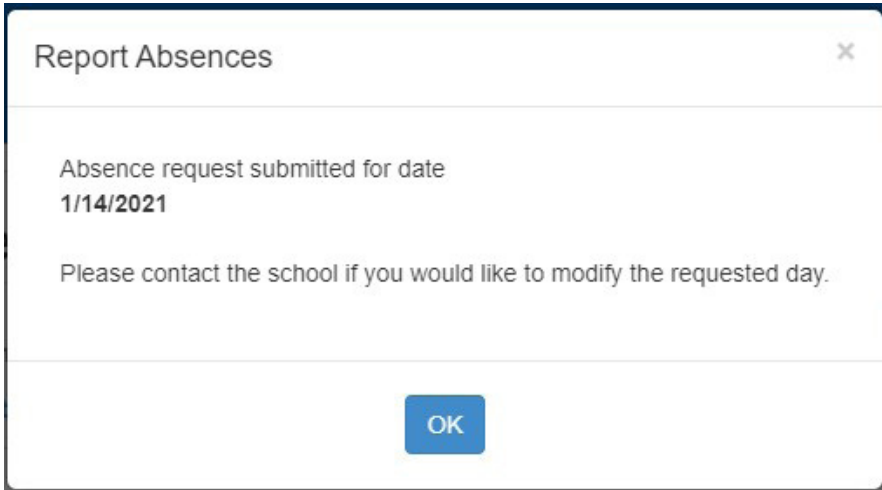 Report Absences ×
Absence request submitted for date
1/14/2021
Please contact the school if you would like to modify the requested day.
OK